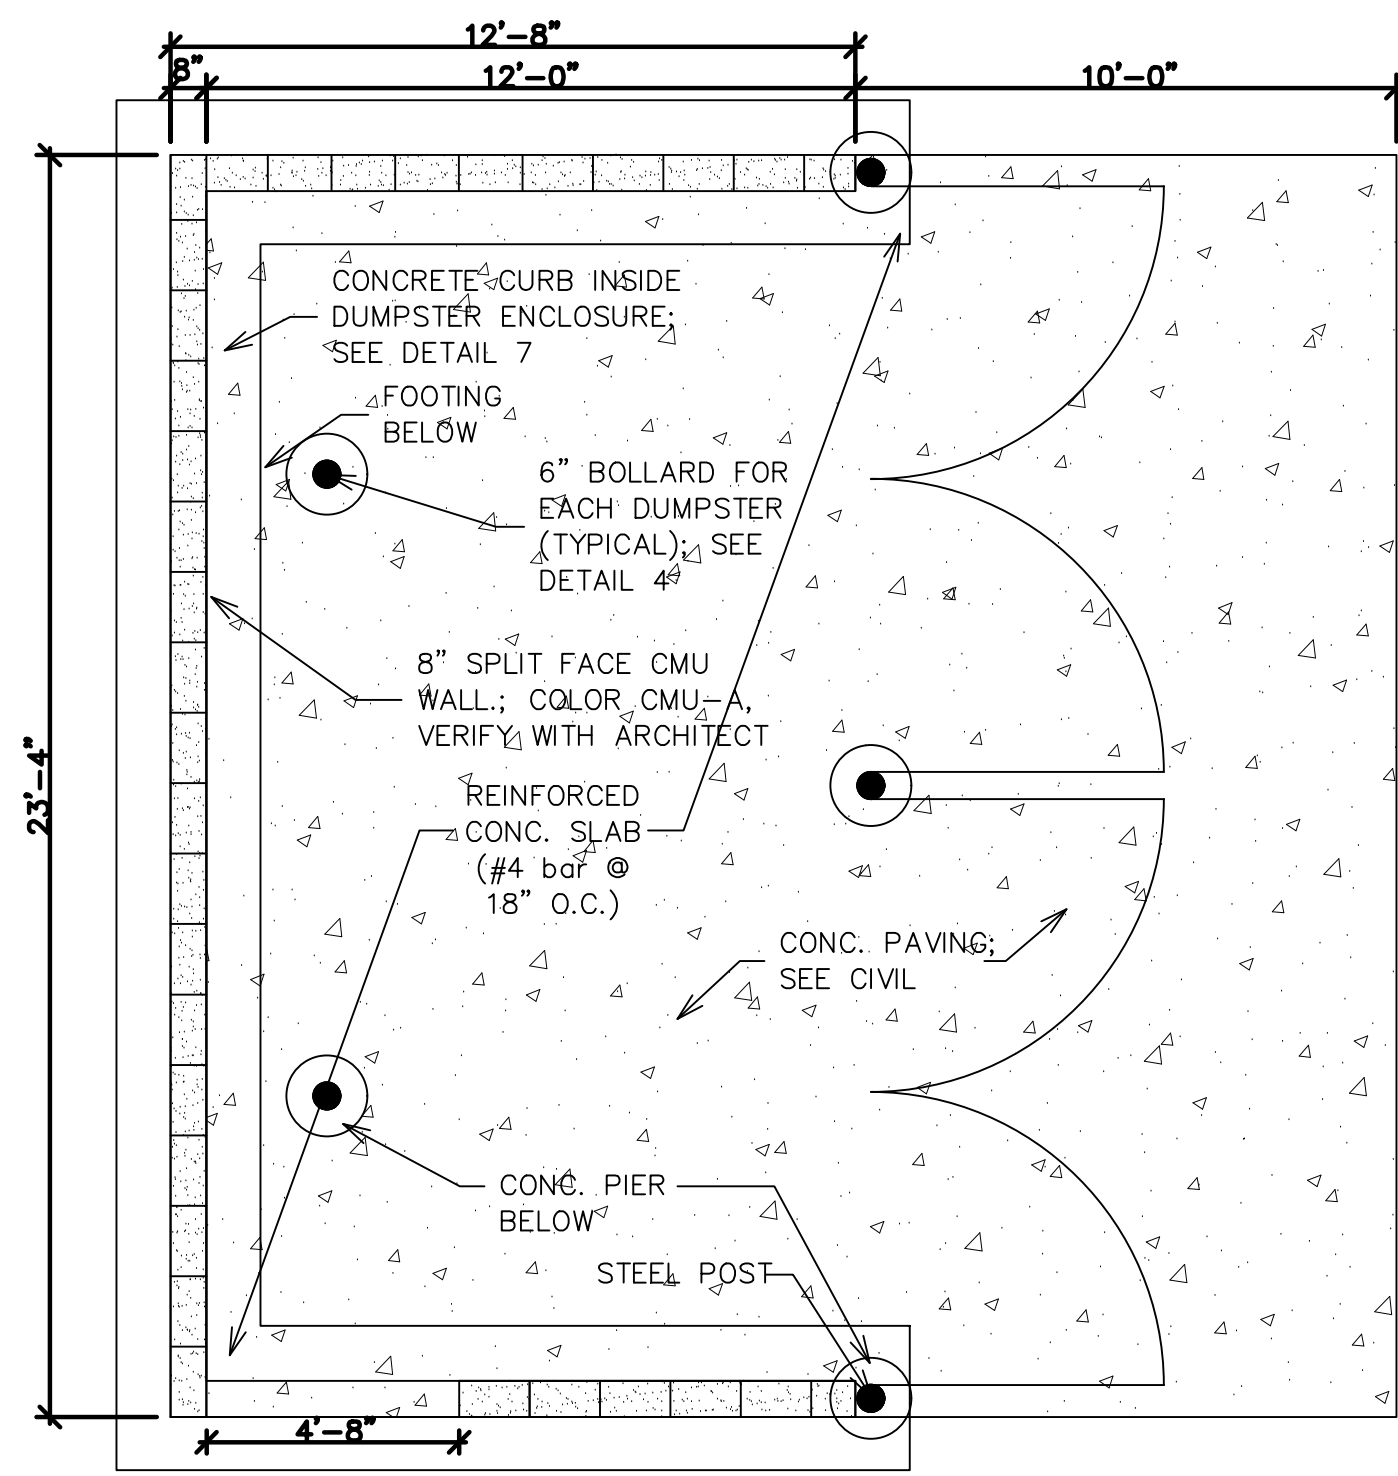 12'-8"
8"
12'-0"
10'-0"
23'-4"
CONCRETE CURB INSIDE
DUMPSTER ENCLOSURE;
SEE DETAIL 7
FOOTING
BELOW
6" BOLLARD FOR
EACH DUMPSTER
(TYPICAL); SEE
DETAIL 4
8" SPLIT FACE CMU
WALL.; COLOR CMU-A,
VERIFY WITH ARCHITECT
REINFORCED
CONC. SLAB
(#4 bar @
18" O.C.)
CONC. PAVING;
SEE CIVIL
CONC. PIER
BELOW
STEEL POST
4'-8"